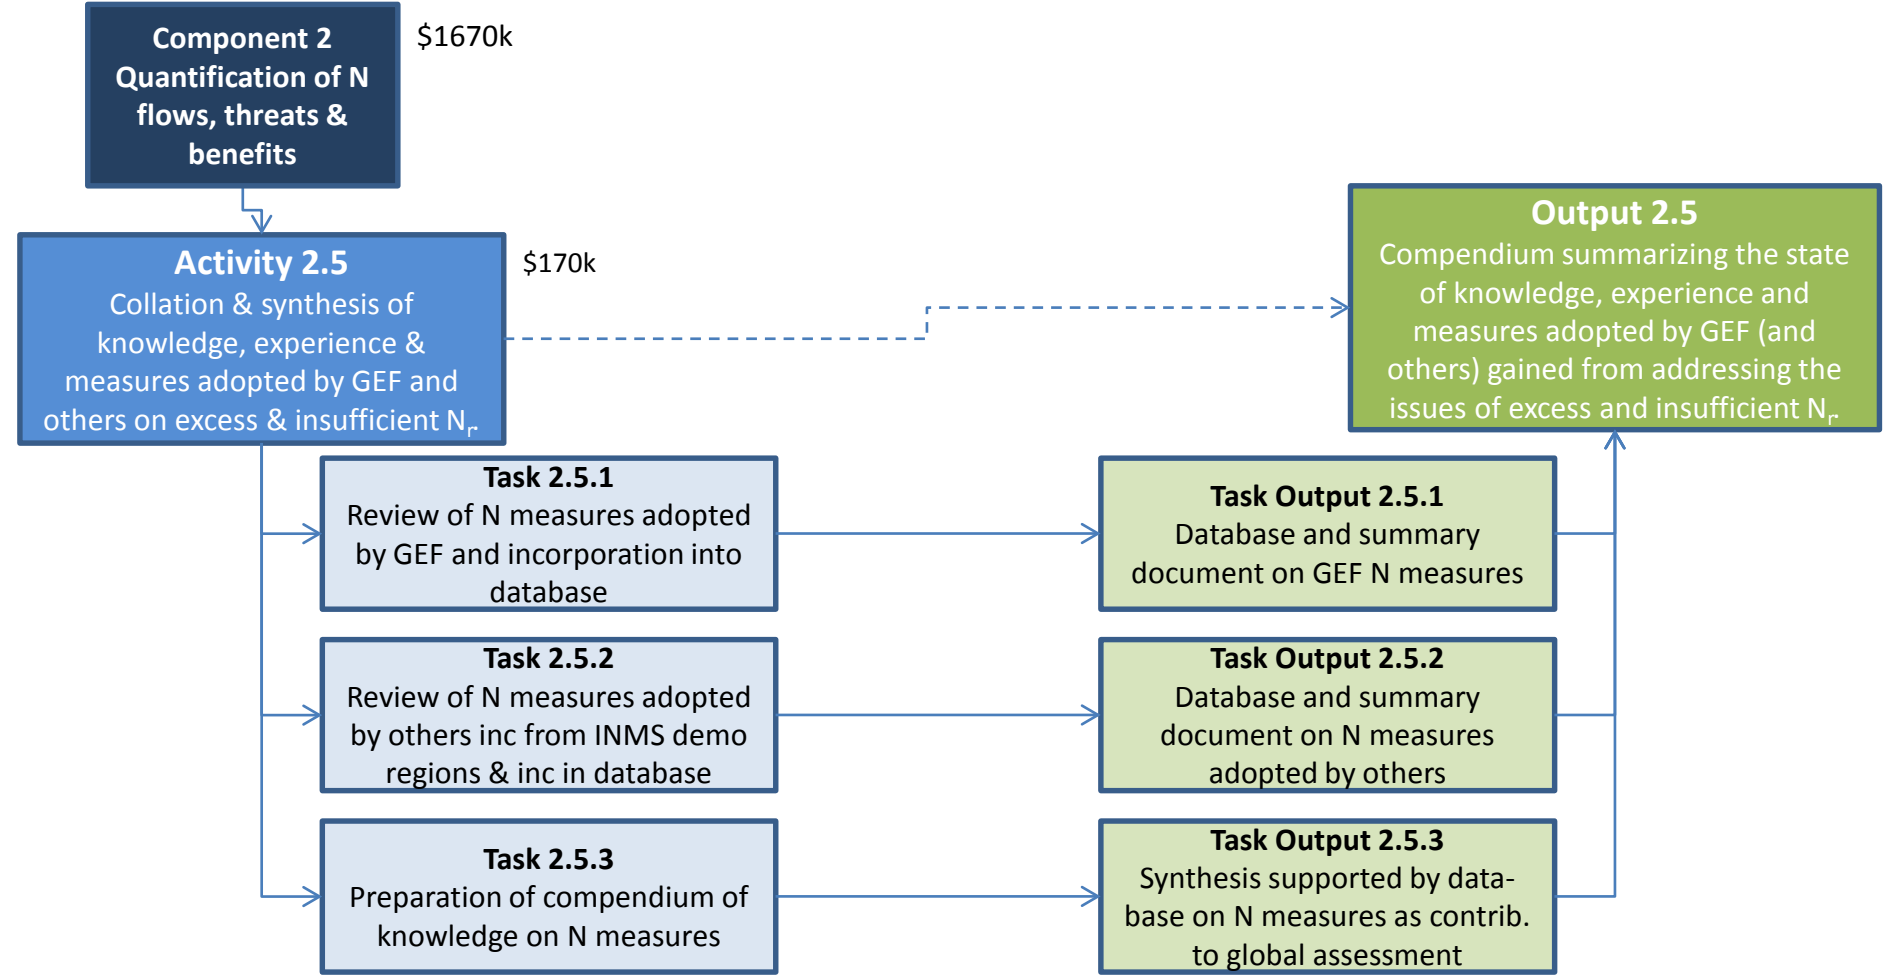 Component 2
Quantification of N
flows, threats &
benefits
$1670k
Activity 2.5
Collation & synthesis of
knowledge, experience &
measures adopted by GEF and
others on excess & insufficient Nr.
$170k
Output 2.5
Compendium summarizing the state
of knowledge, experience and
measures adopted by GEF (and
others) gained from addressing the
issues of excess and insufficient Nr.
Task 2.5.1
Review of N measures adopted
by GEF and incorporation into
database
Task Output 2.5.1
Database and summary
document on GEF N measures
Task 2.5.2
Review of N measures adopted
by others inc from INMS demo
regions & inc in database
Task Output 2.5.2
Database and summary
document on N measures
adopted by others
Task 2.5.3
Preparation of compendium of
knowledge on N measures
Task Output 2.5.3
Synthesis supported by data-
base on N measures as contrib.
to global assessment